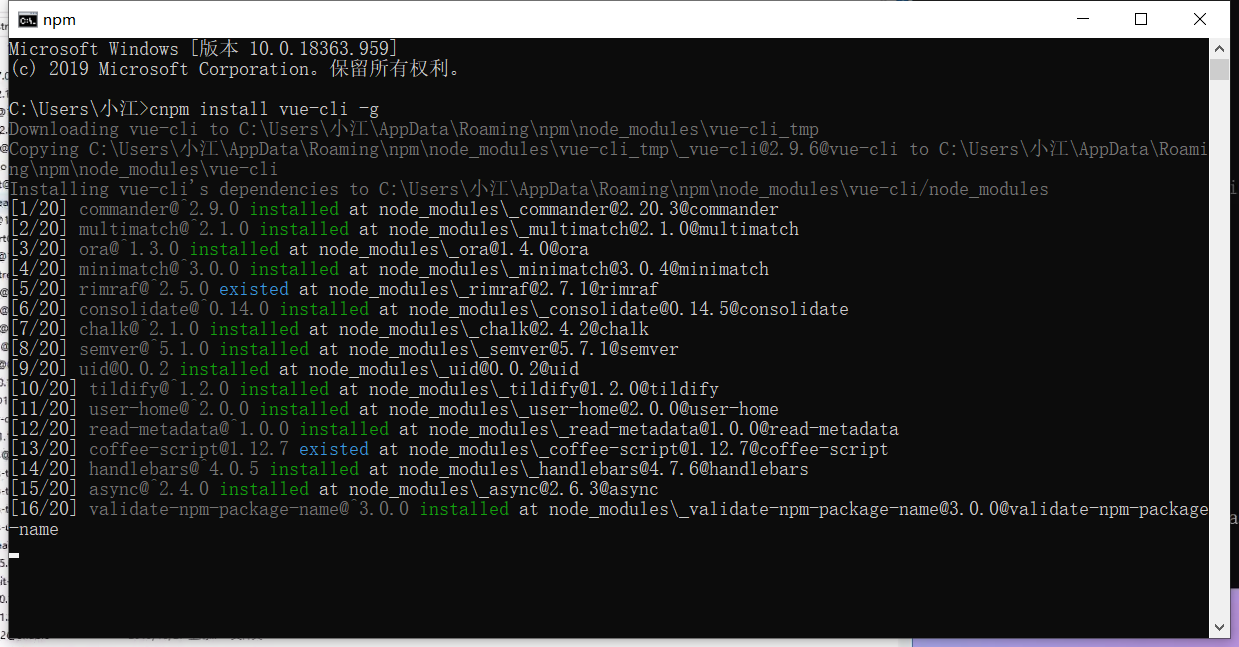 npm
Microsoft Windows [版本 10.0.18363.959]
(c) 2019 Microsoft Corporation。保留所有权利。
C:\Users\小江>cnpm install vue-cli -g
Downloading vue-cli to C:\Users\小江\AppData\Roaming\npm\node_modules\vue-cli_tmp
Copying C:\Users\小江\AppData\Roaming\npm\node_modules\vue-cli_tmp\_vue-cli@2.9.6@vue-cli to C:\Users\小江\AppData\Roami
ng\npm\node_modules\vue-cli
Installing vue-cli's dependencies to C:\Users\小江\AppData\Roaming\npm\node_modules\vue-cli/node_modules
[1/20] commander@^2.9.0 installed at node_modules\_commander@2.20.3@commander
[2/20] multimatch@^2.1.0 installed at node_modules\_multimatch@2.1.0@multimatch
[3/20] ora@^1.3.0 installed at node_modules\_ora@1.4.0@ora
[4/20] minimatch@^3.0.0 installed at node_modules\_minimatch@3.0.4@minimatch
[5/20] rimraf@^2.5.0 existed at node_modules\_rimraf@2.7.1@rimraf
[6/20] consolidate@^0.14.0 installed at node_modules\_consolidate@0.14.5@consolidate
[7/20] chalk@^2.1.0 installed at node_modules\_chalk@2.4.2@chalk
[8/20] semver@^5.1.0 installed at node_modules\_semver@5.7.1@semver
[9/20] uid@0.0.2 installed at node_modules\_uid@0.0.2@uid
[10/20] tildify@^1.2.0 installed at node_modules\_tildify@1.2.0@tildify
[11/20] user-home@^2.0.0 installed at node_modules\_user-home@2.0.0@user-home
[12/20] read-metadata@^1.0.0 installed at node_modules\_read-metadata@1.0.0@read-metadata
[13/20] coffee-script@1.12.7 existed at node_modules\_coffee-script@1.12.7@coffee-script
[14/20] handlebars@^4.0.5 installed at node_modules\_handlebars@4.7.6@handlebars
[15/20] async@^2.4.0 installed at node_modules\_async@2.6.3@async
[16/20] validate-npm-package-name@^3.0.0 installed at node_modules\_validate-npm-package-name@3.0.0@validate-npm-package
-name